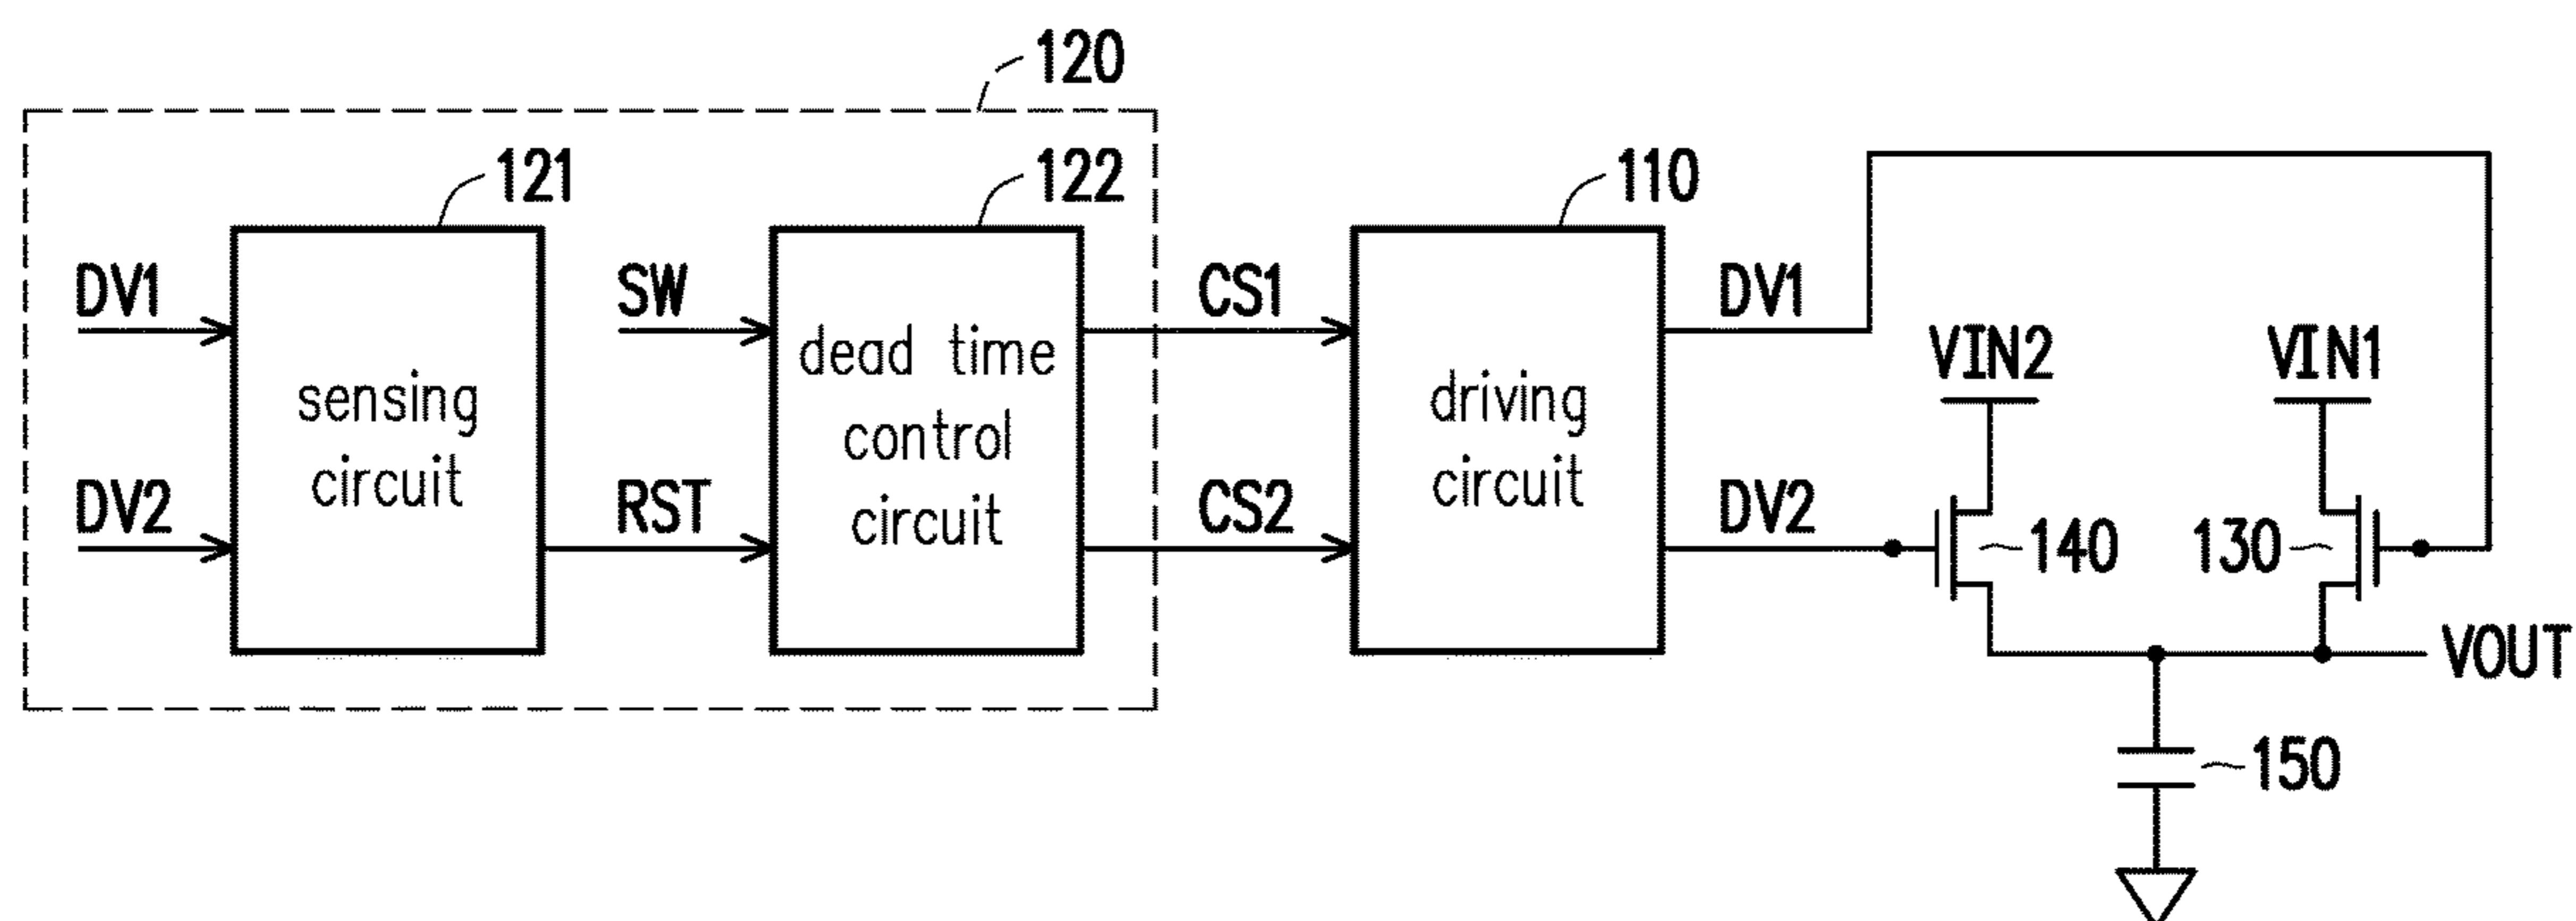 120
121
122
110
DV1
SW
CS1
DV1
sensing
circuit
dead time
control
circuit
driving
circuit
VIN2
VIN1
DV2
RST
CS2
DV2
140
130
VOUT
150